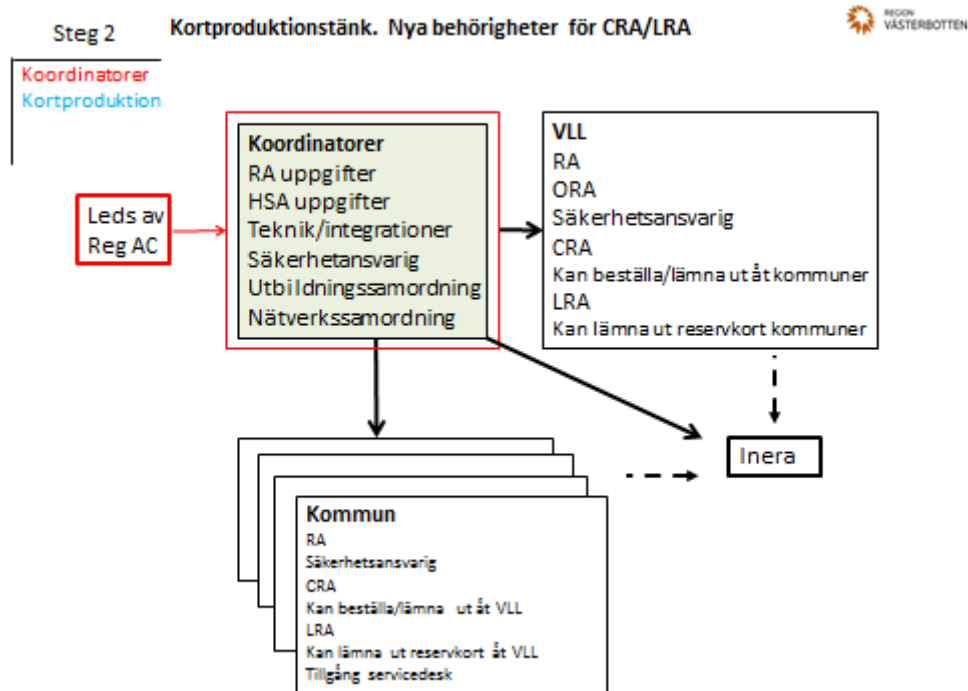 Steg 2
Kortproduktionstänk. Nya behörigheter för CRA/LRA
REGION
VÄSTERBOTTEN
Koordinatorer
Kortproduktion
Leds av
Reg AC
Koordinatorer
RA uppgifter
HSA uppgifter
Teknik/integrationer
Säkerhetansvarig
Utbildningssamordning
Nätverkssamordning
VLL
RA
ORA
Säkerhetsansvarig
CRA
Kan beställa/lämna ut åt kommuner
LRA
Kan lämna ut reservkort kommuner
Inera
Kommun
RA
Säkerhetsansvarig
CRA
Kan beställa/lämna ut åt VLL
LRA
Kan lämna ut reservkort åt VLL
Tillgång servicedesk